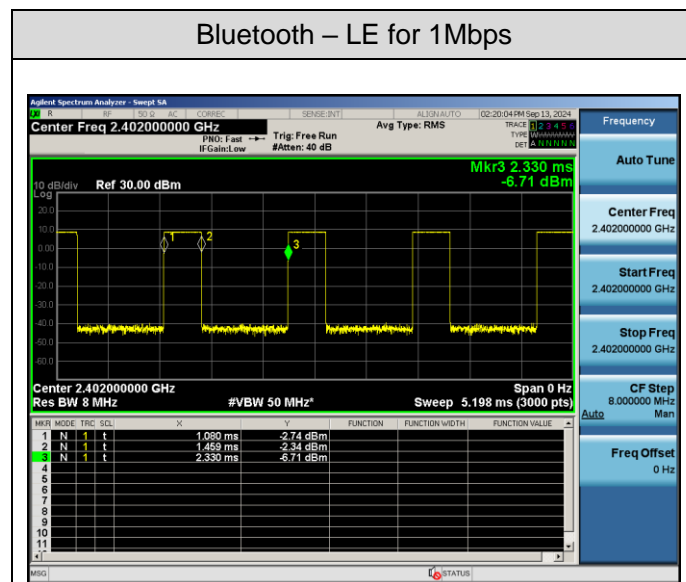 Bluetooth – LE for 1Mbps
Agilent Spectrum Analyzer - Swept SA
R RF 50 Ω AC CORREC SENSE:INT ALIGN AUTO 02:20:04 PM Sep 13, 2024
Center Freq 2.402000000 GHz Avg Type: RMS TRACE 1 2 3 4 5 6
PNO: Fast Trig: Free Run TYPE
IFGain:Low #Atten: 40 dB DET A N N N N N
Mkr3 2.330 ms
10 dB/div Ref 30.00 dBm -6.71 dBm
Log
20.0
10.0
0.00
-10.0
-20.0
-30.0
-40.0
-50.0
-60.0
1 2 3
Center 2.402000000 GHz Span 0 Hz
Res BW 8 MHz #VBW 50 MHz* Sweep 5.198 ms (3000 pts)
MKR MODE TRC SCL X Y FUNCTION FUNCTION WIDTH FUNCTION VALUE
1 N 1 t 1.080 ms -2.74 dBm
2 N 1 t 1.459 ms -2.34 dBm
3 N 1 t 2.330 ms -6.71 dBm
4
5
6
7
8
9
10
11
MSG STATUS
Frequency
Auto Tune
Center Freq
2.402000000 GHz
Start Freq
2.402000000 GHz
Stop Freq
2.402000000 GHz
CF Step
8.000000 MHz
Auto Man
Freq Offset
0 Hz